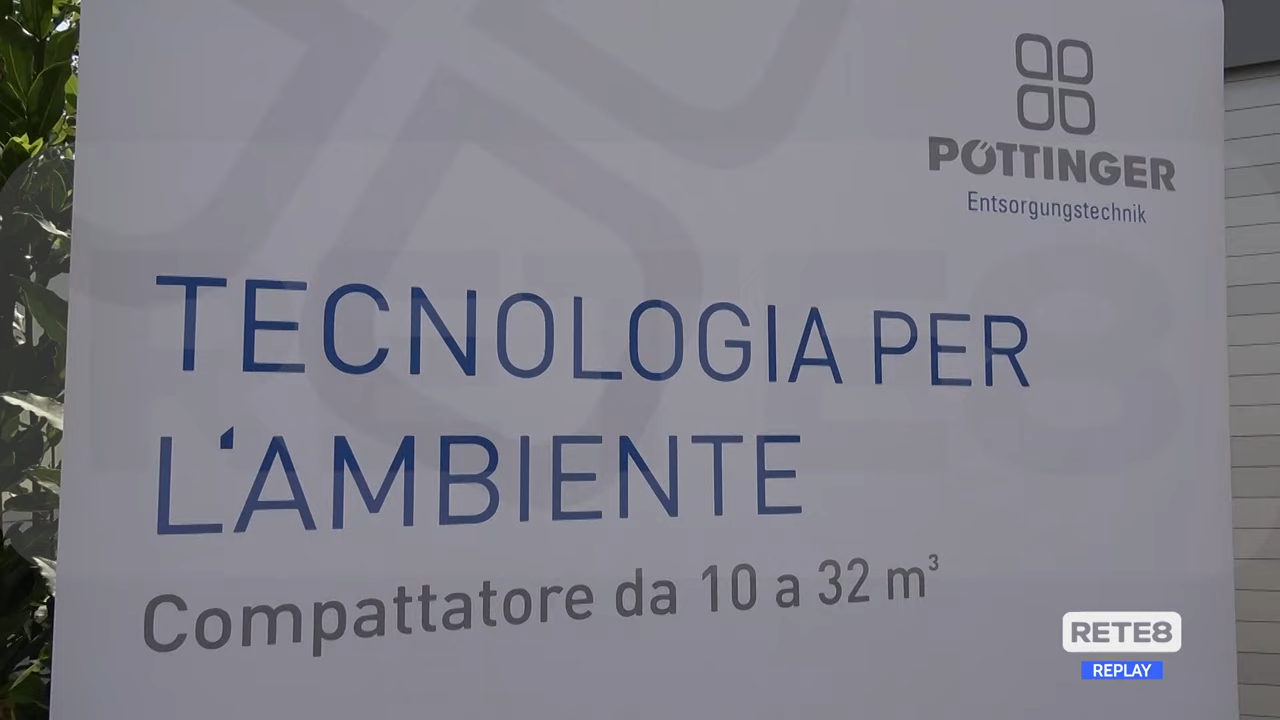 PÖTTINGER
Entsorgungstechnik
TECNOLOGIA PER
L'AMBIENTE
Compattatore da 10 a 32 m³
RETE8
REPLAY